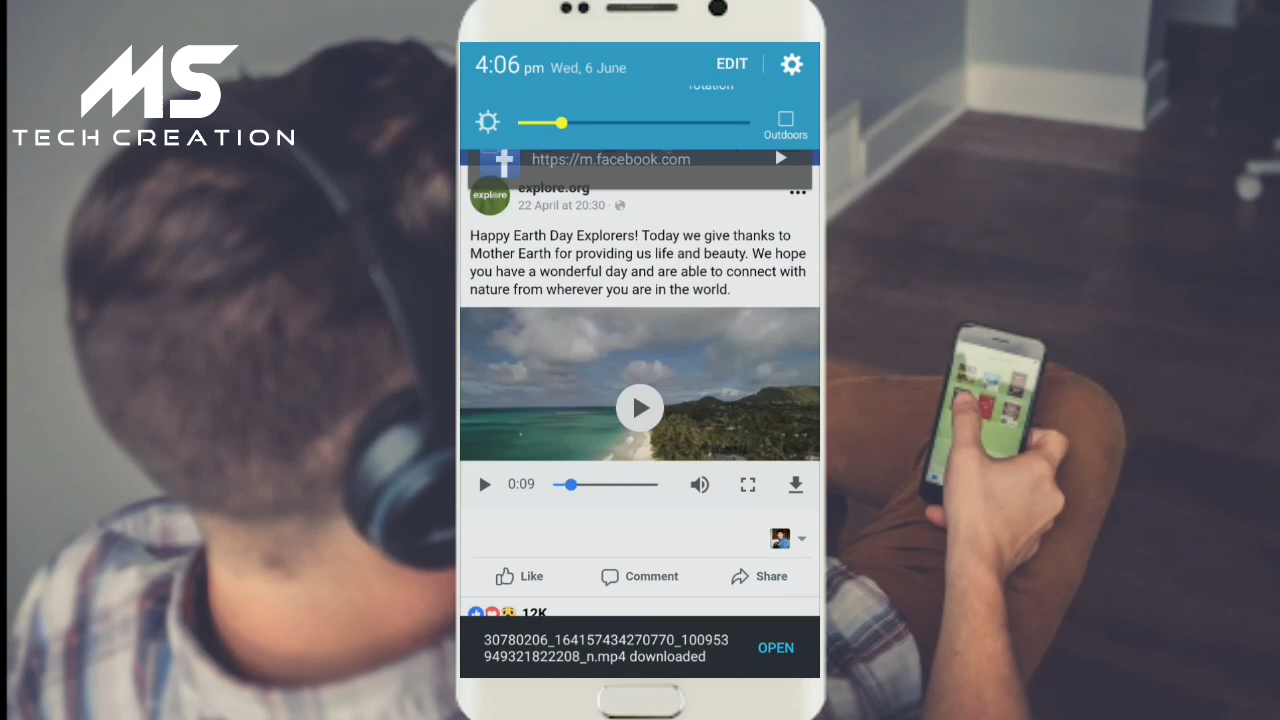 MS
TECH CREATION
4:06 pm Wed, 6 June
EDIT
rotation
Outdoors
https://m.facebook.com
explore
explore.org
22 April at 20:30 ·
Happy Earth Day Explorers! Today we give thanks to
Mother Earth for providing us life and beauty. We hope
you have a wonderful day and are able to connect with
nature from wherever you are in the world.
0:09
Like
Comment
Share
12K
30780206_164157434270770_100953
949321822208_n.mp4 downloaded
OPEN